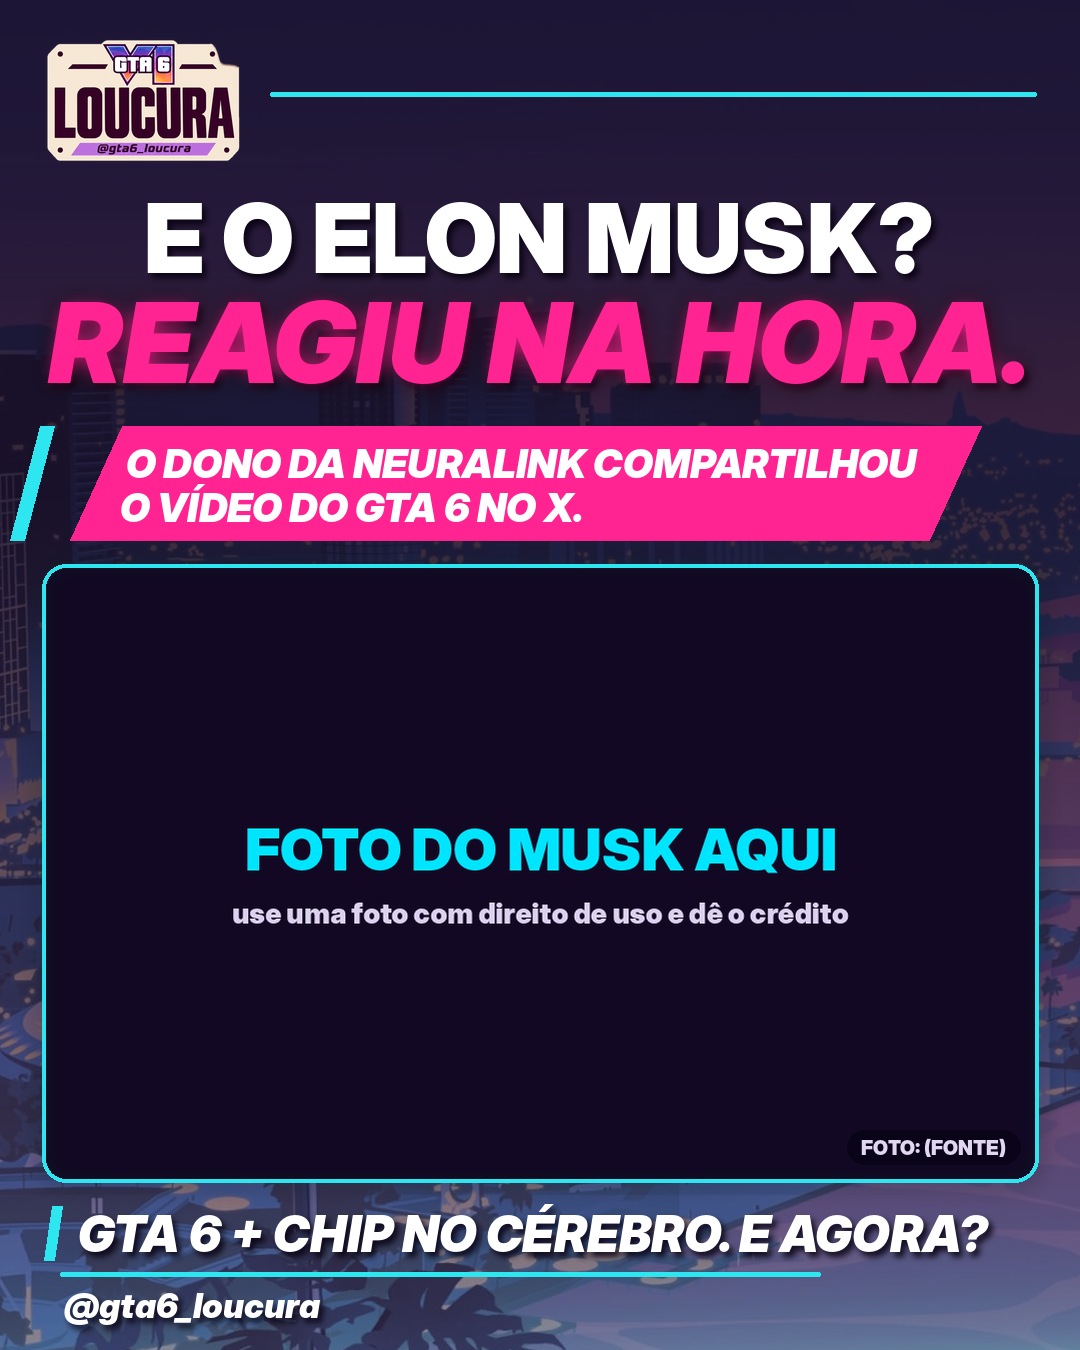 GTA 6
LOUCURA
@gta6_loucura
E O ELON MUSK?
REAGIU NA HORA.
O DONO DA NEURALINK COMPARTILHOU
O VÍDEO DO GTA 6 NO X.
FOTO DO MUSK AQUI
use uma foto com direito de uso e dê o crédito
FOTO: (FONTE)
GTA 6 + CHIP NO CÉREBRO. E AGORA?
@gta6_loucura